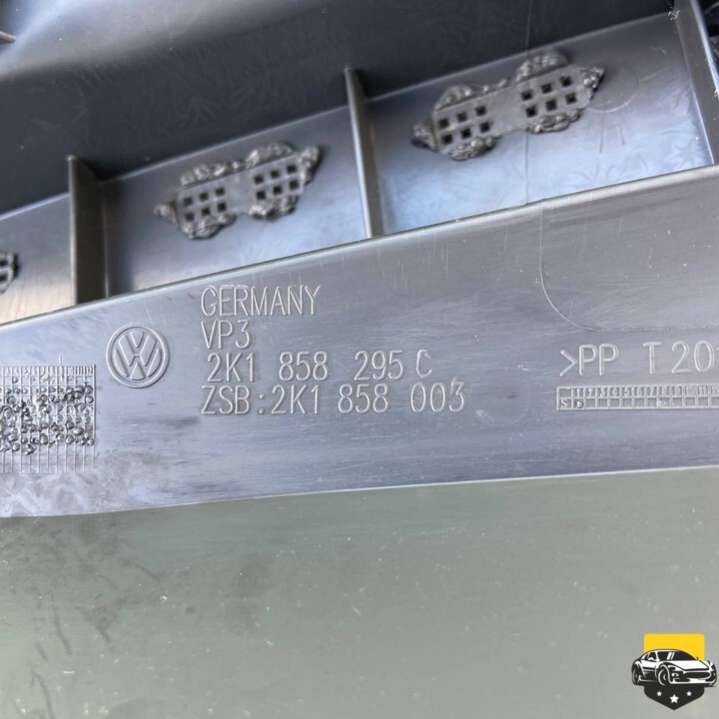 GERMANY
VP3
2K1 858 295 C
ZSB:2K1 858 003
>PP T20